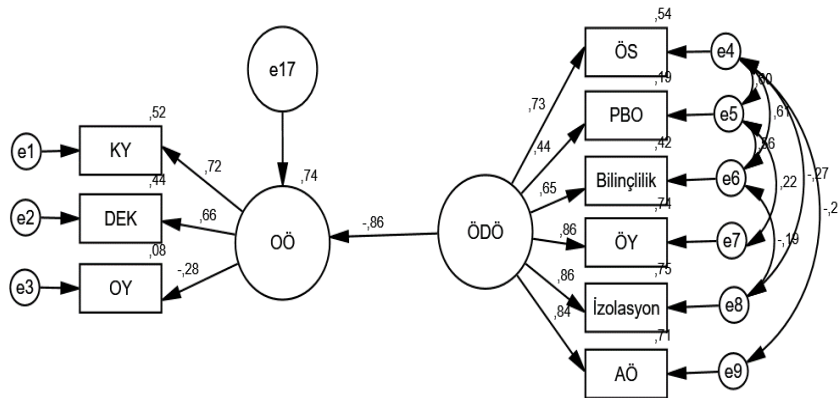 ,54
ÖS
e4
e17
,19
,60
,73
PBO
e5
,61
,52
,42
,56
e1
KY
,44
Bilinçlilik
e6
-,27
,72
,74
,44
,65
,74
,22
-,2
DEK
e2
,66
OÖ
-,86
ÖDÖ
,86
ÖY
e7
-,19
,08
,75
e3
OY
-,28
,86
İzolasyon
e8
,84
,71
AÖ
e9